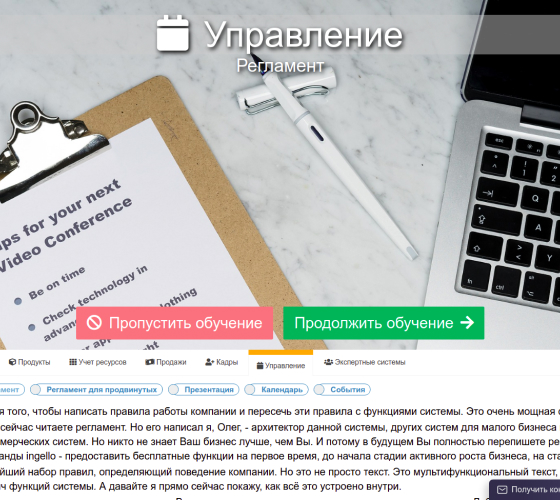 Управление
Регламент
ps for your next
Video Conference
Be on time
Check technology in
advan
clothing
ight
Пропустить обучение
Продолжить обучение
Продукты
Учет ресурсов
Продажи
Кадры
Управление
Экспертные системы
мент
Регламент для продвинутых
Презентация
Календарь
События
я того, чтобы написать правила работы компании и пересечь эти правила с функциями системы. Это очень мощная
сейчас читаете регламент. Но его написал я, Олег, - архитектор данной системы, других систем для малого бизнеса
мерческих систем. Но никто не знает Ваш бизнес лучше, чем Вы. И потому в будущем Вы полностью перепишете ре
анды ingello - предоставить бесплатные функции на первое время, до начала стадии активного роста бизнеса, на ста
йший набор правил, определяющий поведение компании. Но это не просто текст. Это мультифункциональный текст,
ч функций системы. А давайте я прямо сейчас покажу, как всё это устроено внутри.
Получить ко